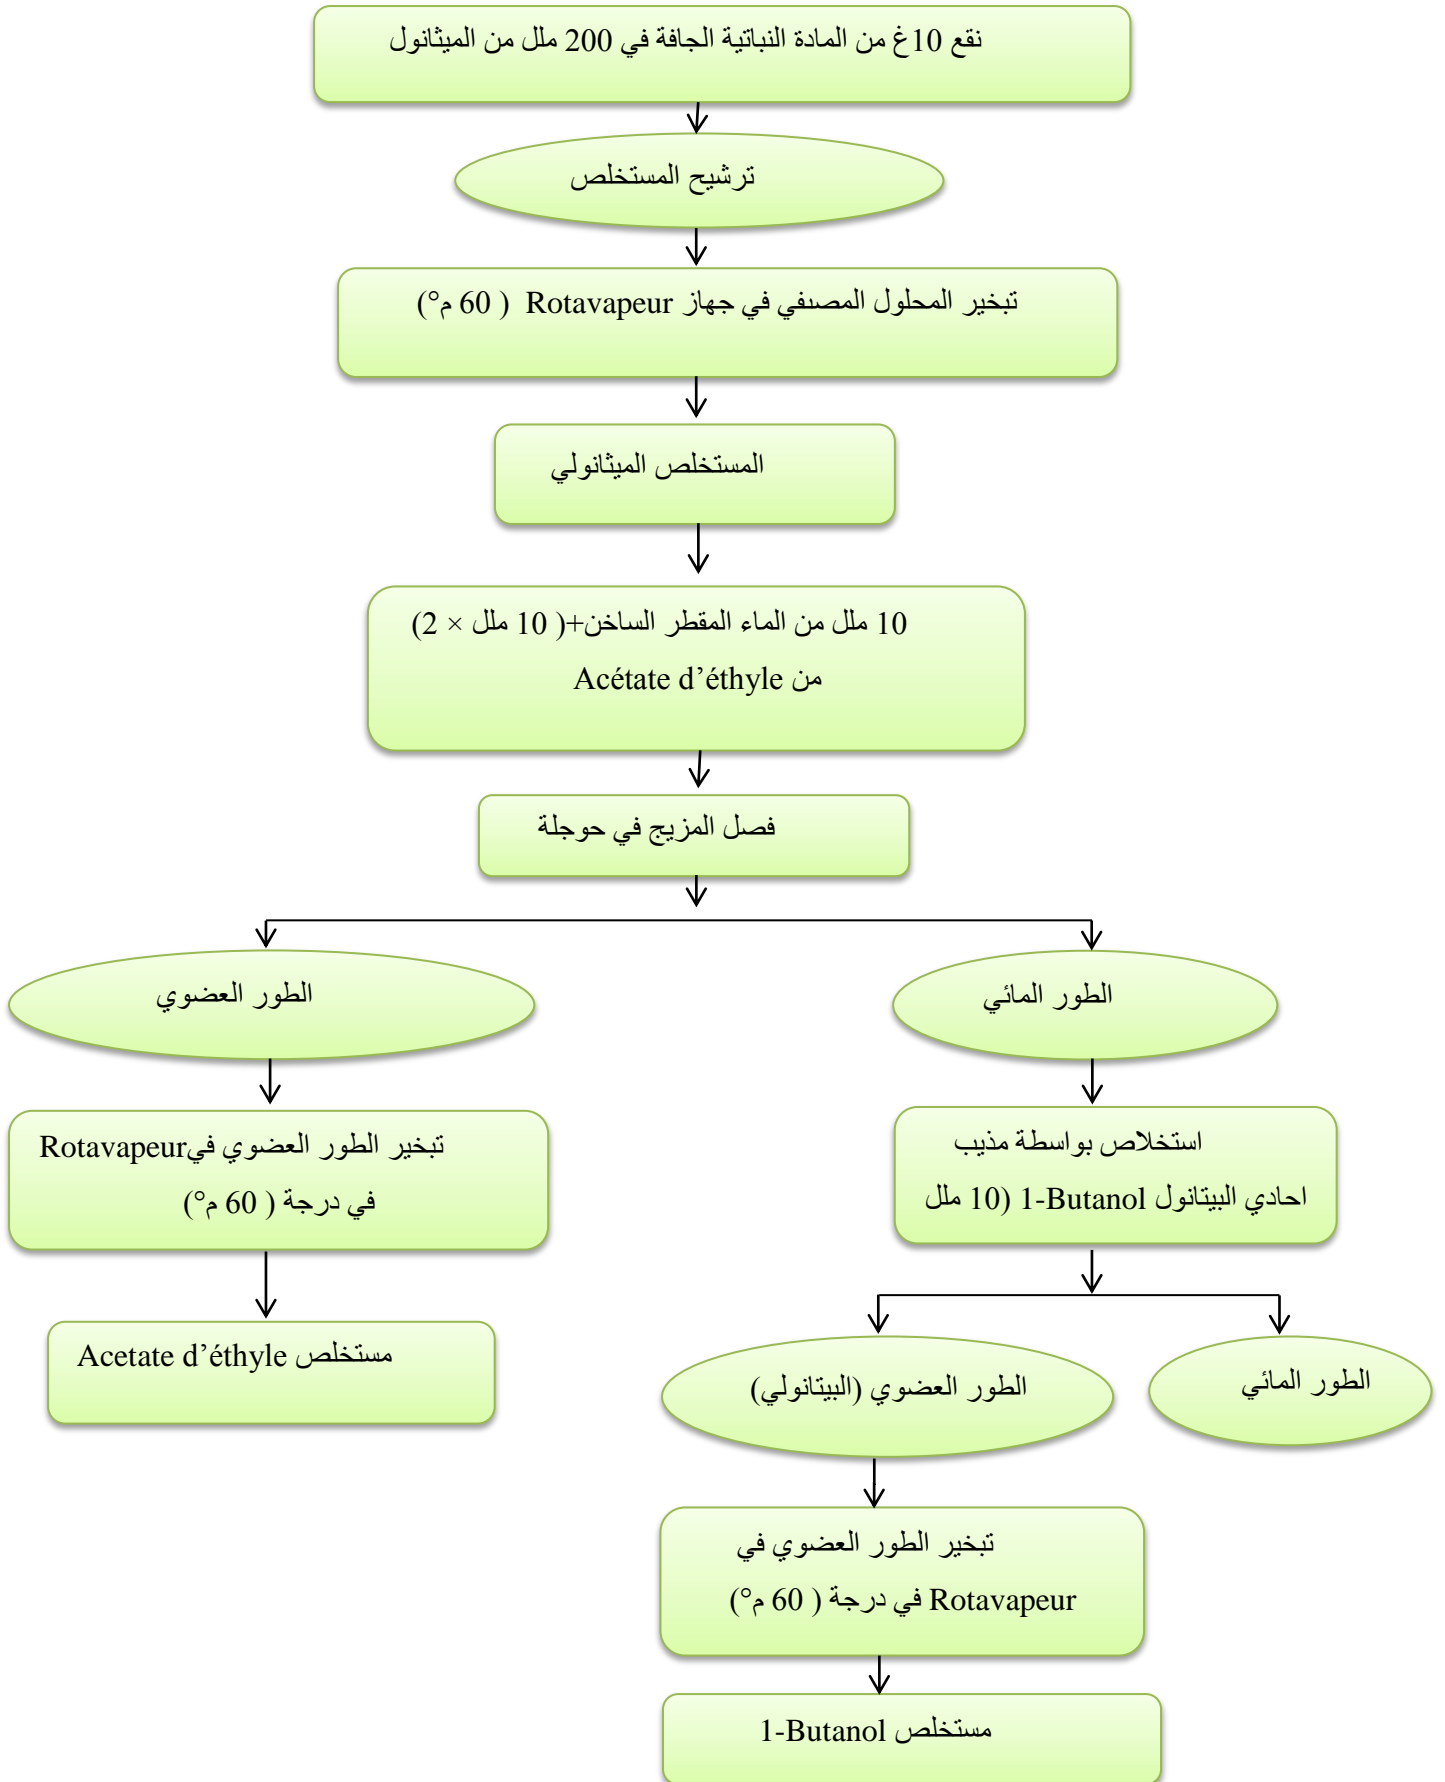 نقع 10غ من المادة النباتية الجافة في 200 ملل من الميثانول
ترشيح المستخلص
تبخير المحلول المصفي في جهاز Rotavapeur ( 60 م°)
المستخلص الميثانولي
10 ملل من الماء المقطر الساخن+( 10 ملل × 2)
من Acétate d’éthyle
فصل المزيج في حوجلة
الطور المائي
الطور العضوي
استخلاص بواسطة مذيب
احادي البيتانول 1-Butanol (10 ملل
تبخير الطور العضوي فيRotavapeur
في درجة ( 60 م°)
مستخلص Acetate d’éthyle
الطور المائي
الطور العضوي (البيتانولي)
تبخير الطور العضوي في
Rotavapeur في درجة ( 60 م°)
مستخلص 1-Butanol